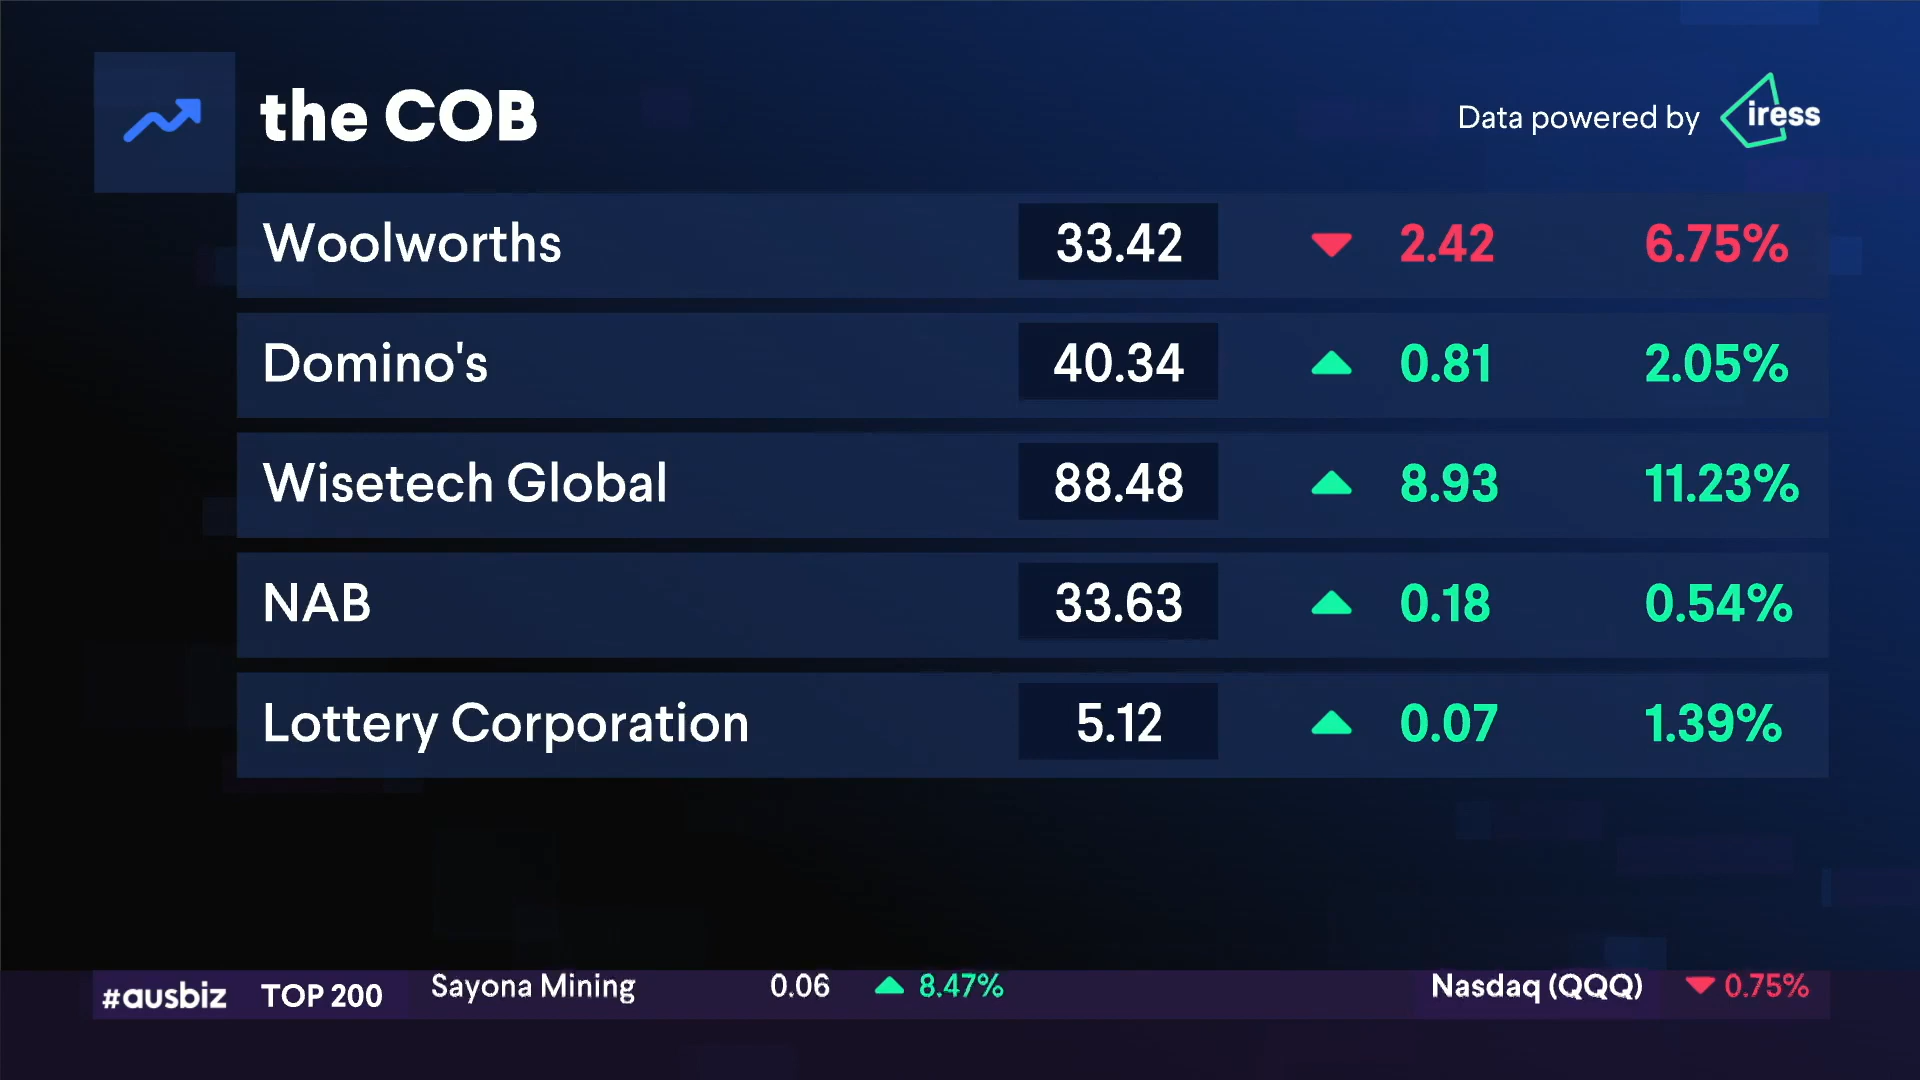 the COB
Data powered by iress
Woolworths 33.42 ▼ 2.42 6.75%
Domino's 40.34 ▲ 0.81 2.05%
Wisetech Global 88.48 ▲ 8.93 11.23%
NAB 33.63 ▲ 0.18 0.54%
Lottery Corporation 5.12 ▲ 0.07 1.39%
#ausbiz TOP 200 Sayona Mining 0.06 ▲ 8.47% Nasdaq (QQQ) ▼ 0.75%